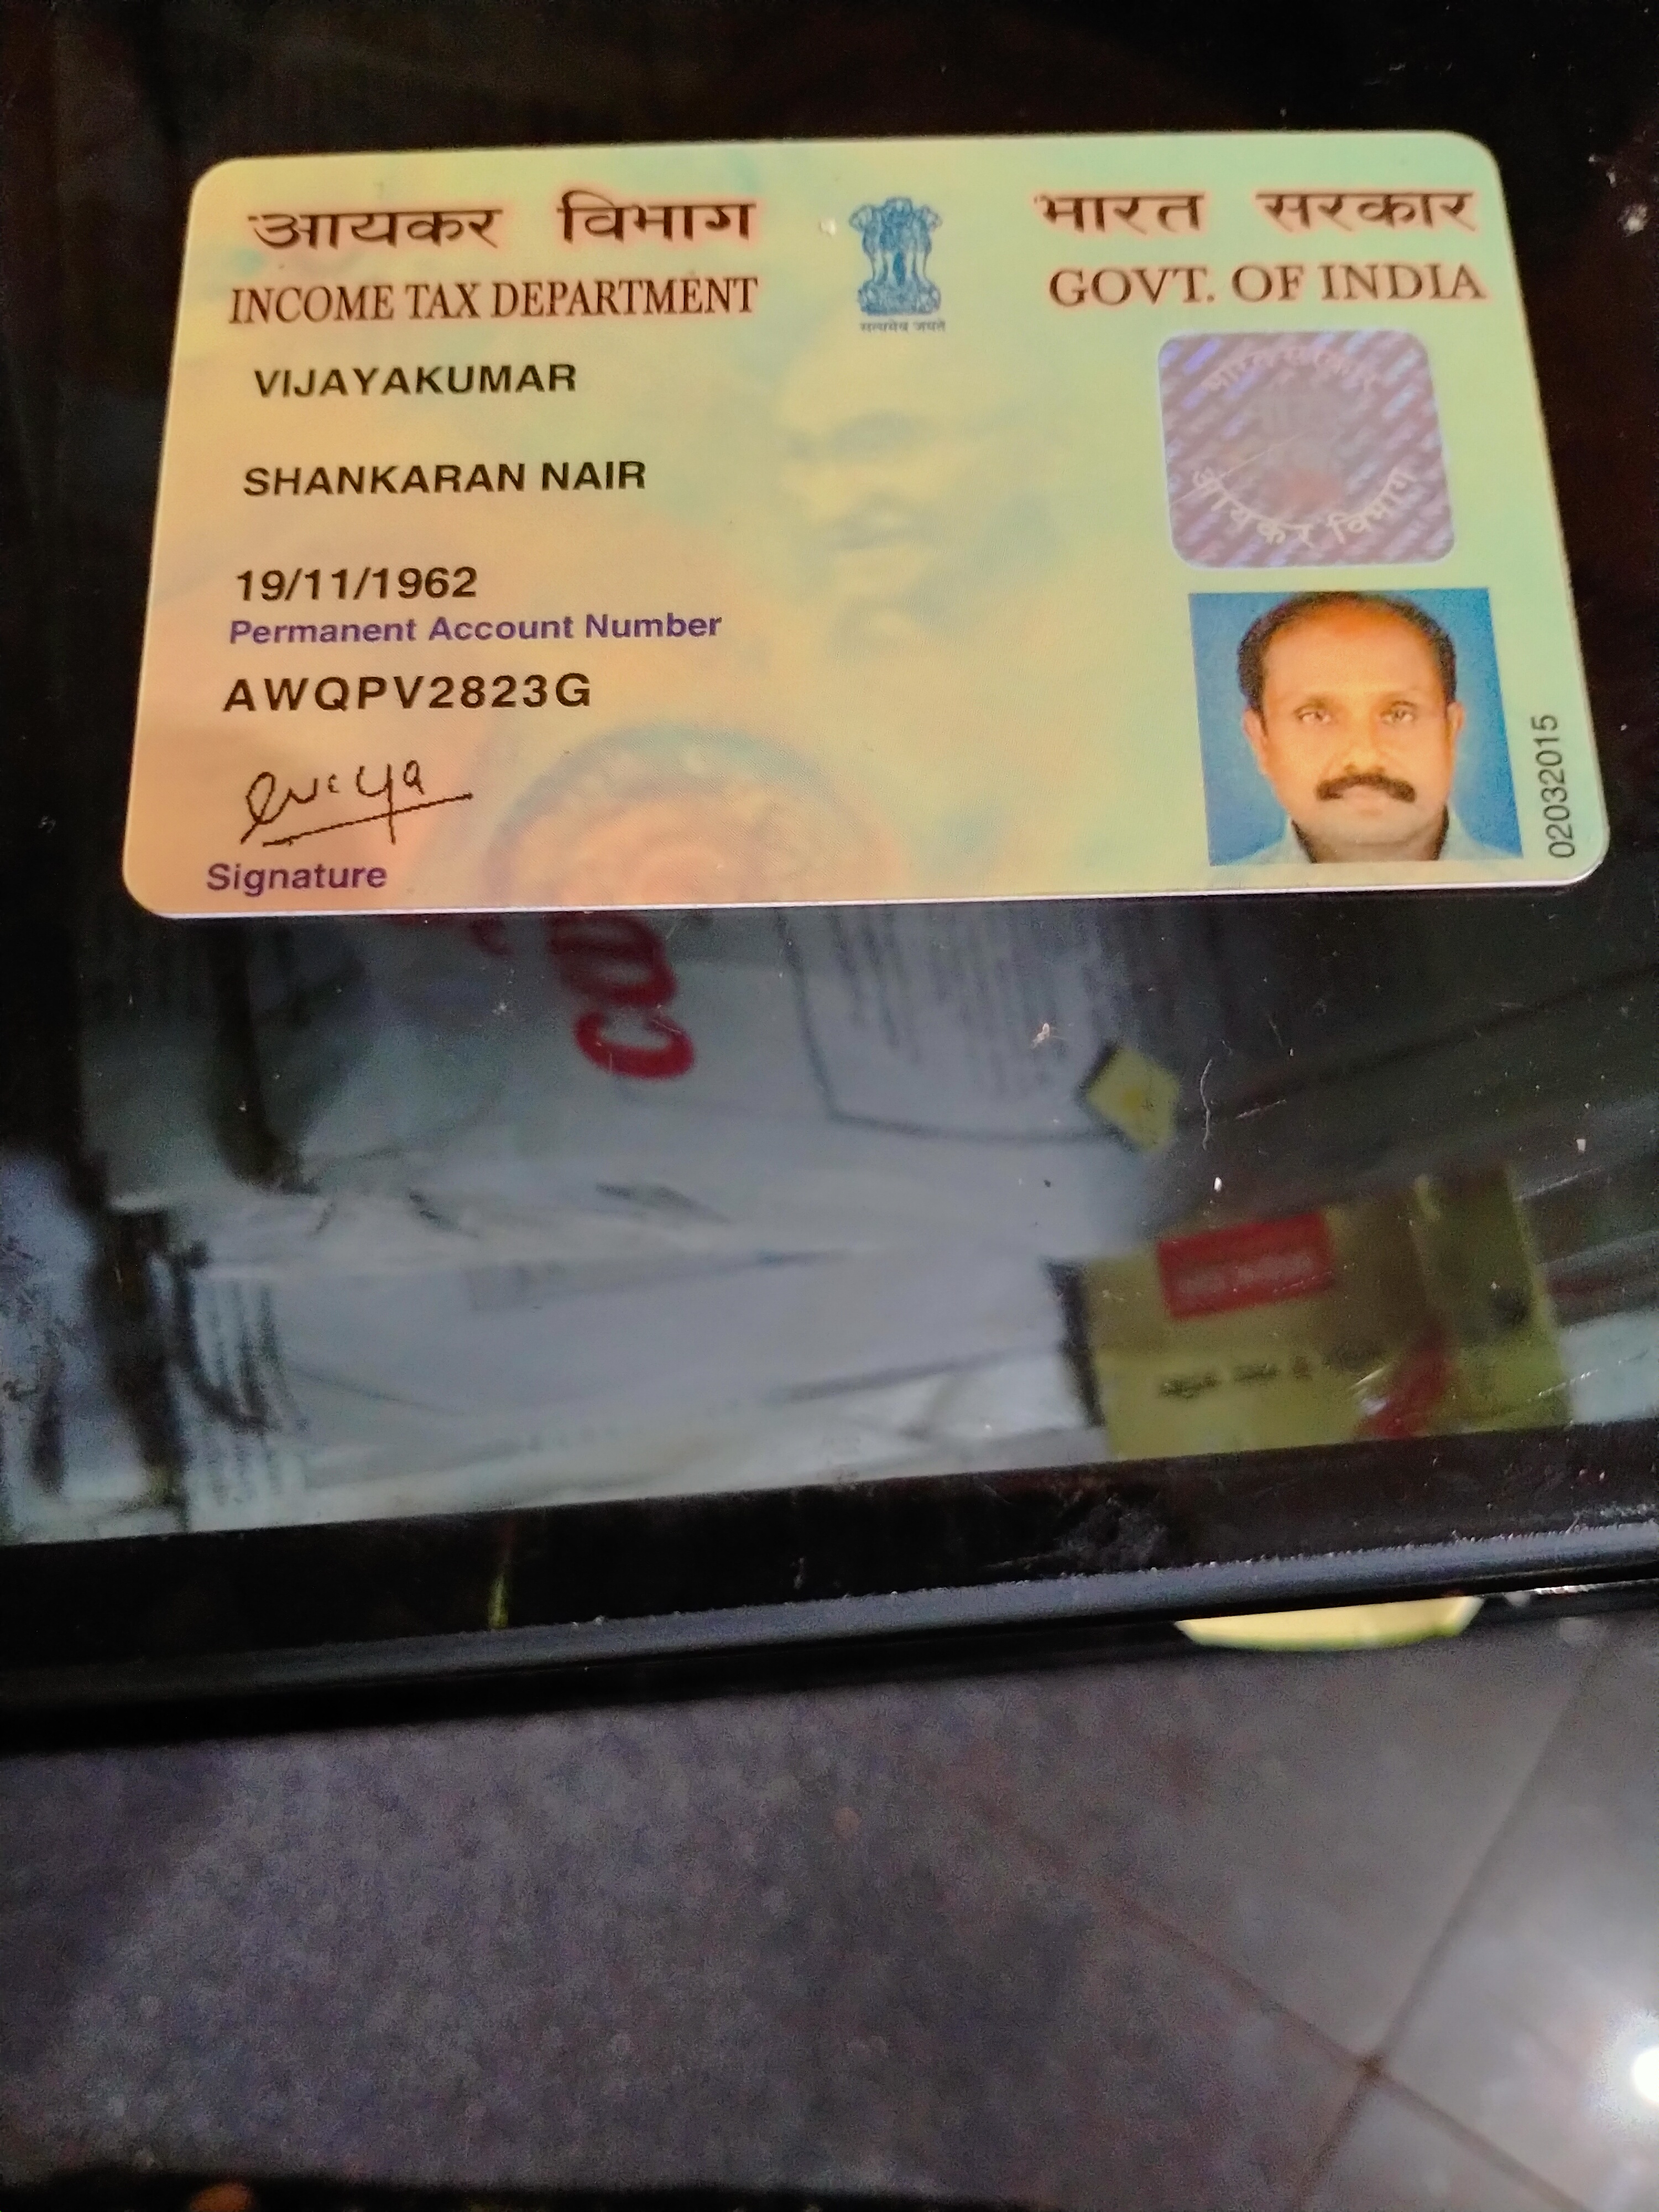 आयकर विभाग
INCOME TAX DEPARTMENT
सत्यमेव जयते
भारत सरकार
GOVT. OF INDIA
VIJAYAKUMAR
SHANKARAN NAIR
19/11/1962
Permanent Account Number
AWQPV2823G
Signature
आयकर विभाग
02032015